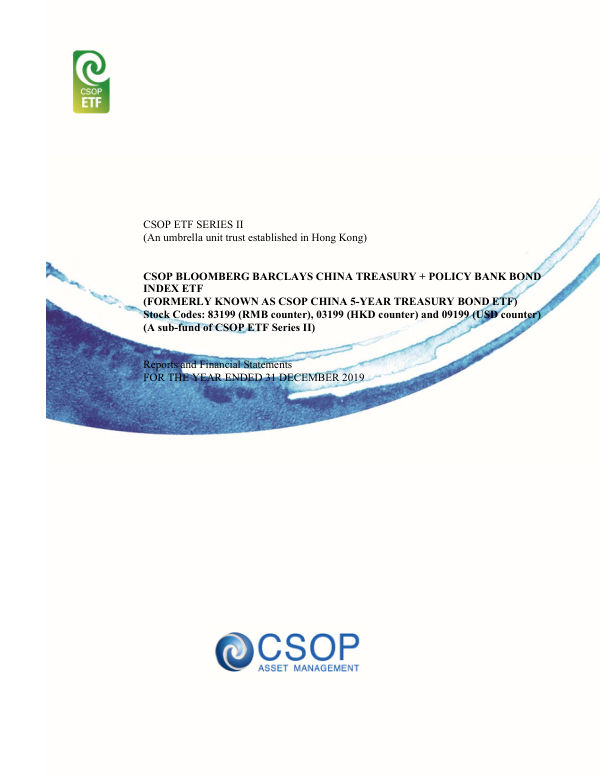 CSOP
ETF
CSOP ETF SERIES II
(An umbrella unit trust established in Hong Kong)
CSOP BLOOMBERG BARCLAYS CHINA TREASURY + POLICY BANK BOND
INDEX ETF
(FORMERLY KNOWN AS CSOP CHINA 5-YEAR TREASURY BOND ETF)
Stock Codes: 83199 (RMB counter), 03199 (HKD counter) and 09199 (USD counter)
(A sub-fund of CSOP ETF Series II)
Reports and Financial Statements
FOR THE YEAR ENDED 31 DECEMBER 2019
CSOP
ASSET MANAGEMENT